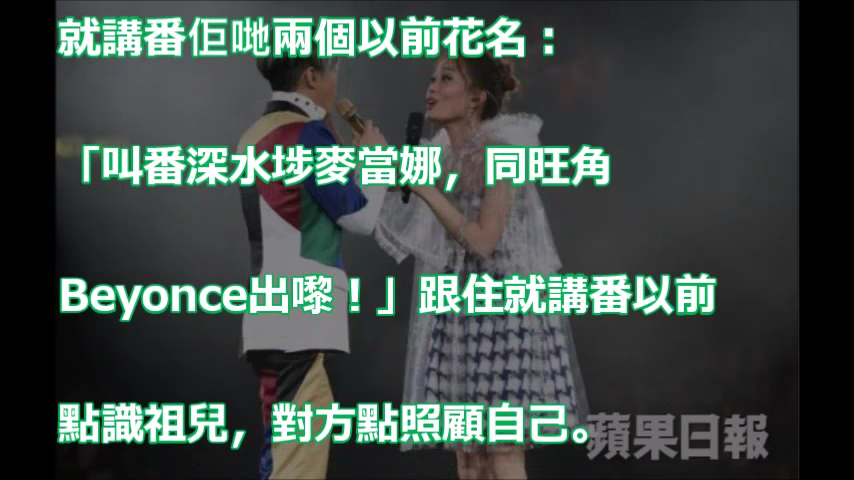 就講番佢哋兩個以前花名：
「叫番深水埗麥當娜，同旺角
Beyonce出嚟！」跟住就講番以前
點識祖兒，對方點照顧自己。
蘋果日報